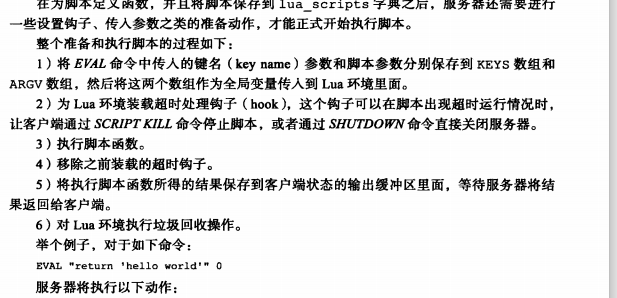 在为脚本定义函数，并且将脚本保存到 lua_scripts 字典之后，服务器还需要进行
一些设置钩子、传入参数之类的准备动作，才能正式开始执行脚本。
整个准备和执行脚本的过程如下：
1）将 EVAL 命令中传入的键名（key name）参数和脚本参数分别保存到 KEYS 数组和
ARGV 数组，然后将这两个数组作为全局变量传入到 Lua 环境里面。
2）为 Lua 环境装载超时处理钩子（hook），这个钩子可以在脚本出现超时运行情况时，
让客户端通过 SCRIPT KILL 命令停止脚本，或者通过 SHUTDOWN 命令直接关闭服务器。
3）执行脚本函数。
4）移除之前装载的超时钩子。
5）将执行脚本函数所得的结果保存到客户端状态的输出缓冲区里面，等待服务器将结
果返回给客户端。
6）对 Lua 环境执行垃圾回收操作。
举个例子，对于如下命令：
EVAL "return 'hello world'" 0
服务器将执行以下动作：